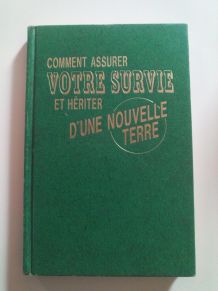 COMMENT ASSURER
VOTRE SURVIE
ET HÉRITER
D'UNE NOUVELLE
TERRE